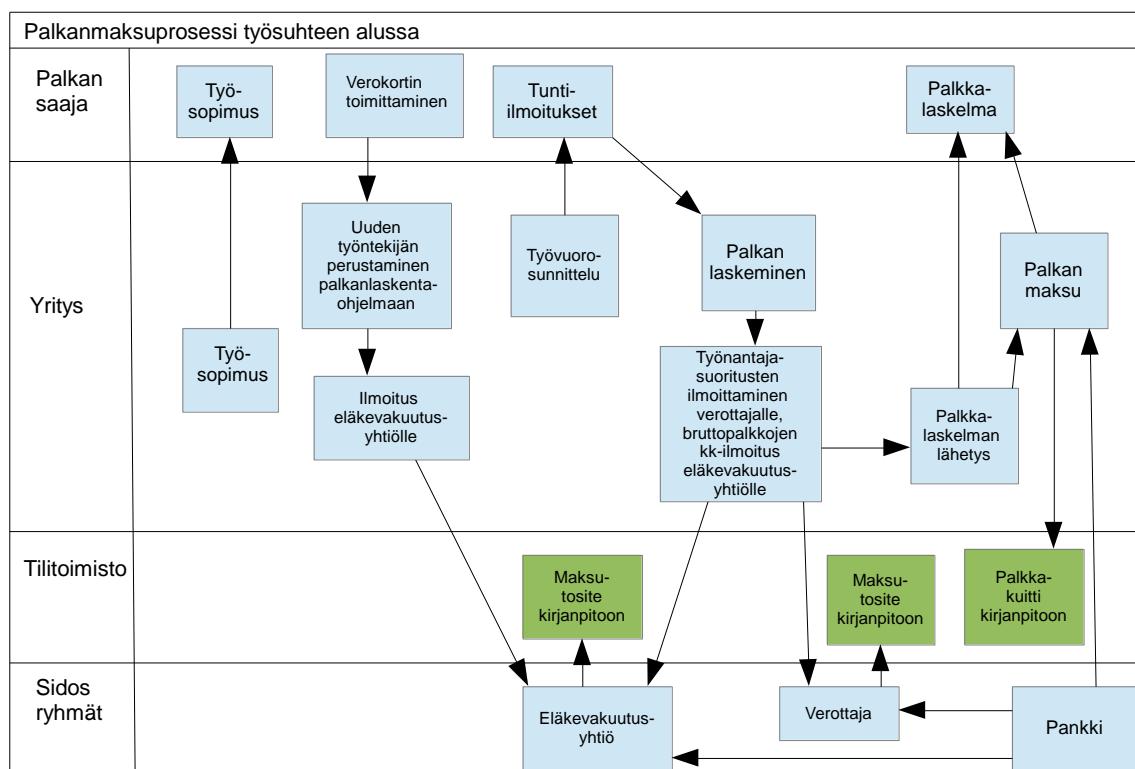 Palkanmaksuprosessi työsuhteen alussa
Palkan
saaja
Työ-
sopimus
Verokortin
toimittaminen
Tunti-
ilmoitukset
Palkka-
laskelma
Yritys
Työ-
sopimus
Uuden
työntekijän
perustaminen
palkanlaskenta-
ohjelmaan
Ilmoitus
eläkevakuutus-
yhtiölle
Työvuoro-
sunnittelu
Palkan
laskeminen
Työnantaja-
suoritusten
ilmoittaminen
verottajalle,
bruttopalkkojen
kk-ilmoitus
eläkevakuutus-
yhtiölle
Palkka-
laskelman
lähetys
Palkan
maksu
Tilitoimisto
Maksu-
tosite
kirjanpitoon
Maksu-
tosite
kirjanpitoon
Palkka-
kuitti
kirjanpitoon
Sidos
ryhmät
Eläkevakuutus-
yhtiö
Verottaja
Pankki